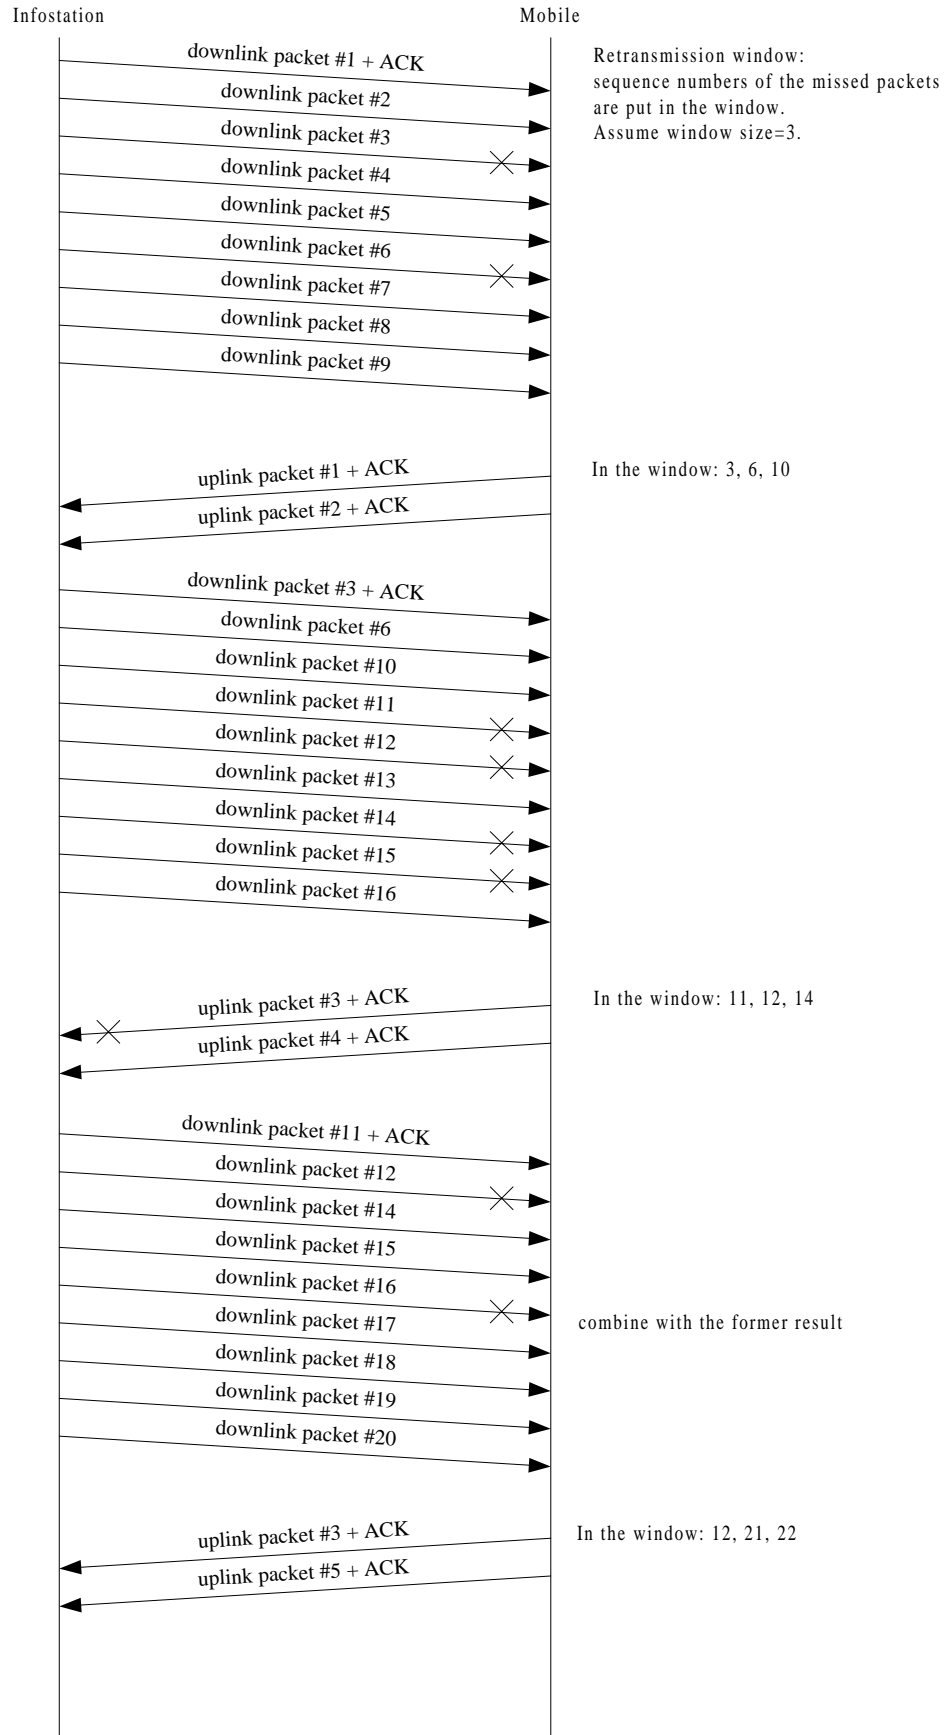 Infostation
Mobile
downlink packet #1 + ACK
Retransmission window:
sequence numbers of the missed packets
are put in the window.
Assume window size=3.
downlink packet #2
downlink packet #3
downlink packet #4
downlink packet #5
downlink packet #6
downlink packet #7
downlink packet #8
downlink packet #9
uplink packet #1 + ACK
In the window: 3, 6, 10
uplink packet #2 + ACK
downlink packet #3 + ACK
downlink packet #6
downlink packet #10
downlink packet #11
downlink packet #12
downlink packet #13
downlink packet #14
downlink packet #15
downlink packet #16
uplink packet #3 + ACK
In the window: 11, 12, 14
uplink packet #4 + ACK
downlink packet #11 + ACK
downlink packet #12
downlink packet #14
downlink packet #15
downlink packet #16
downlink packet #17
combine with the former result
downlink packet #18
downlink packet #19
downlink packet #20
uplink packet #3 + ACK
In the window: 12, 21, 22
uplink packet #5 + ACK